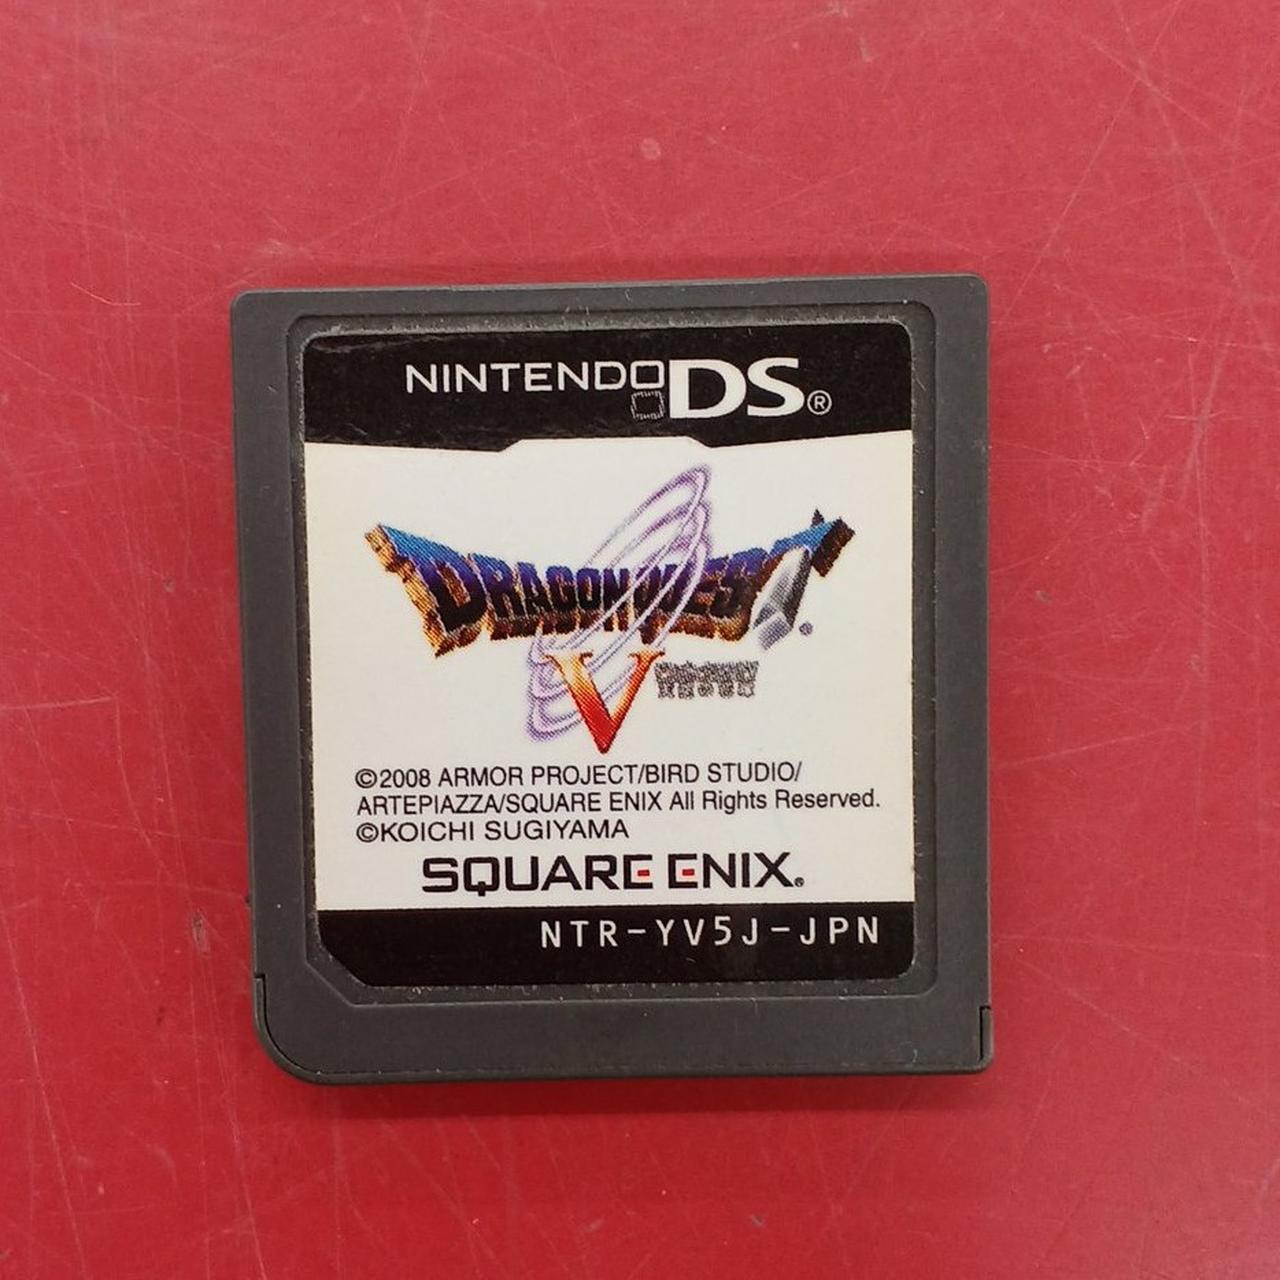 NINTENDO DS®
DRAGON QUEST
V
©2008 ARMOR PROJECT/BIRD STUDIO/
ARTEPIAZZA/SQUARE ENIX All Rights Reserved.
©KOICHI SUGIYAMA
SQUARE ENIX®
NTR-YV5J-JPN